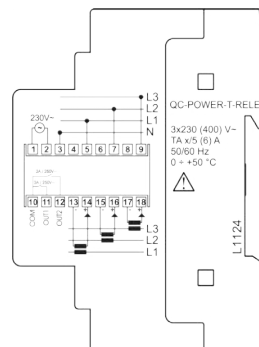 L3
L2
L1
N
230V~
1 2 3 4 5 6 7 8 9
10 11 12 13 14 15 16 17 18
COM
OUT1
OUT2
L3
L2
L1
QC-POWER-T-RELE
3x230 (400) V~
TA x/5 (6) A
50/60 Hz
0 ÷ +50 °C
L1124